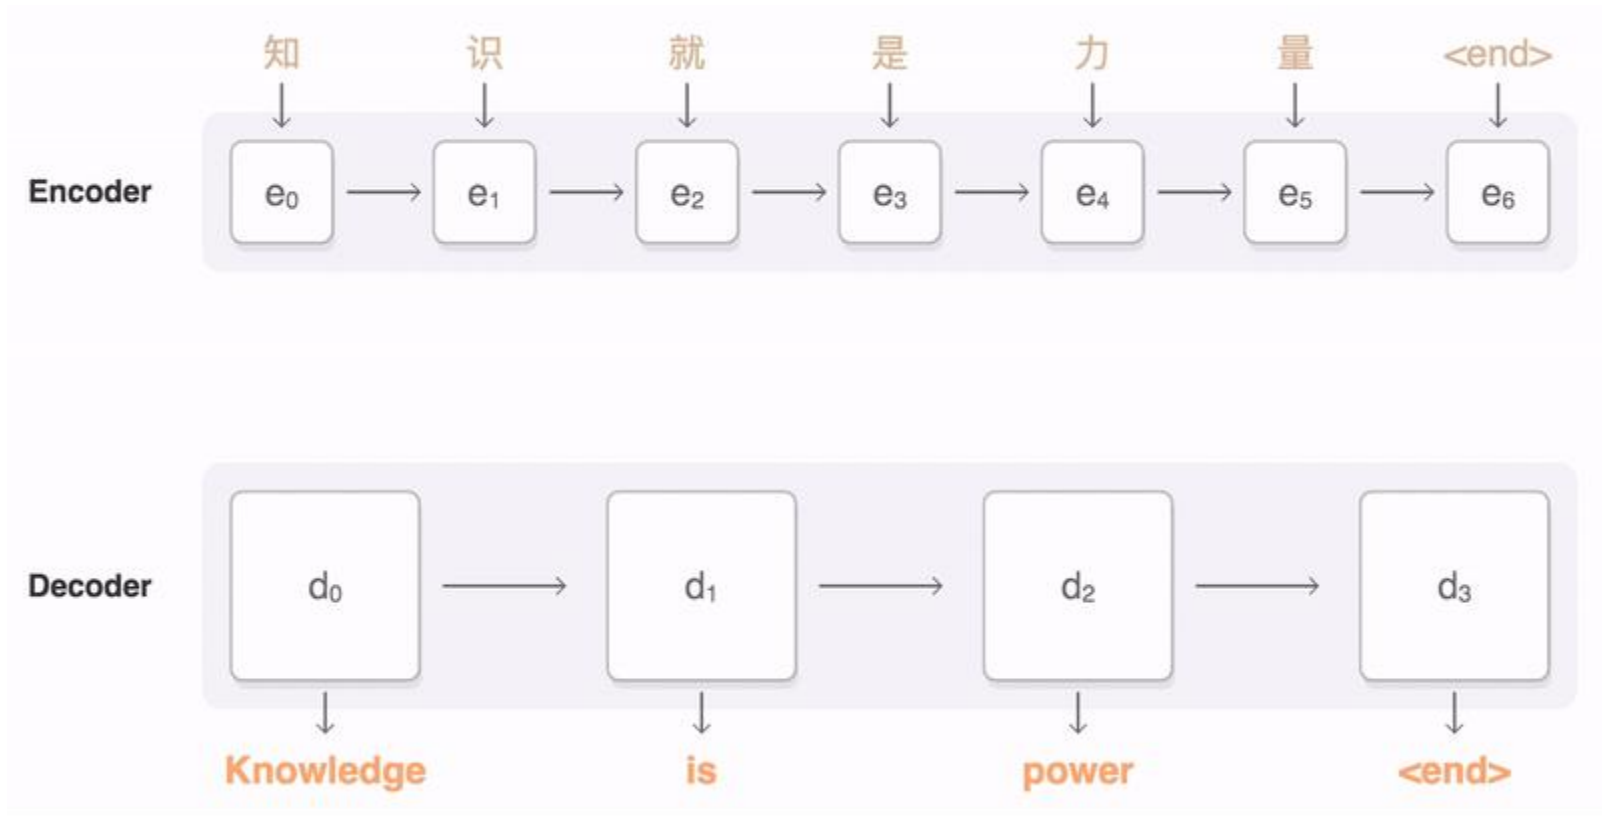 知 识 就 是 力 量 <end>
Encoder e₀ e₁ e₂ e₃ e₄ e₅ e₆
Decoder d₀ d₁ d₂ d₃
Knowledge is power <end>